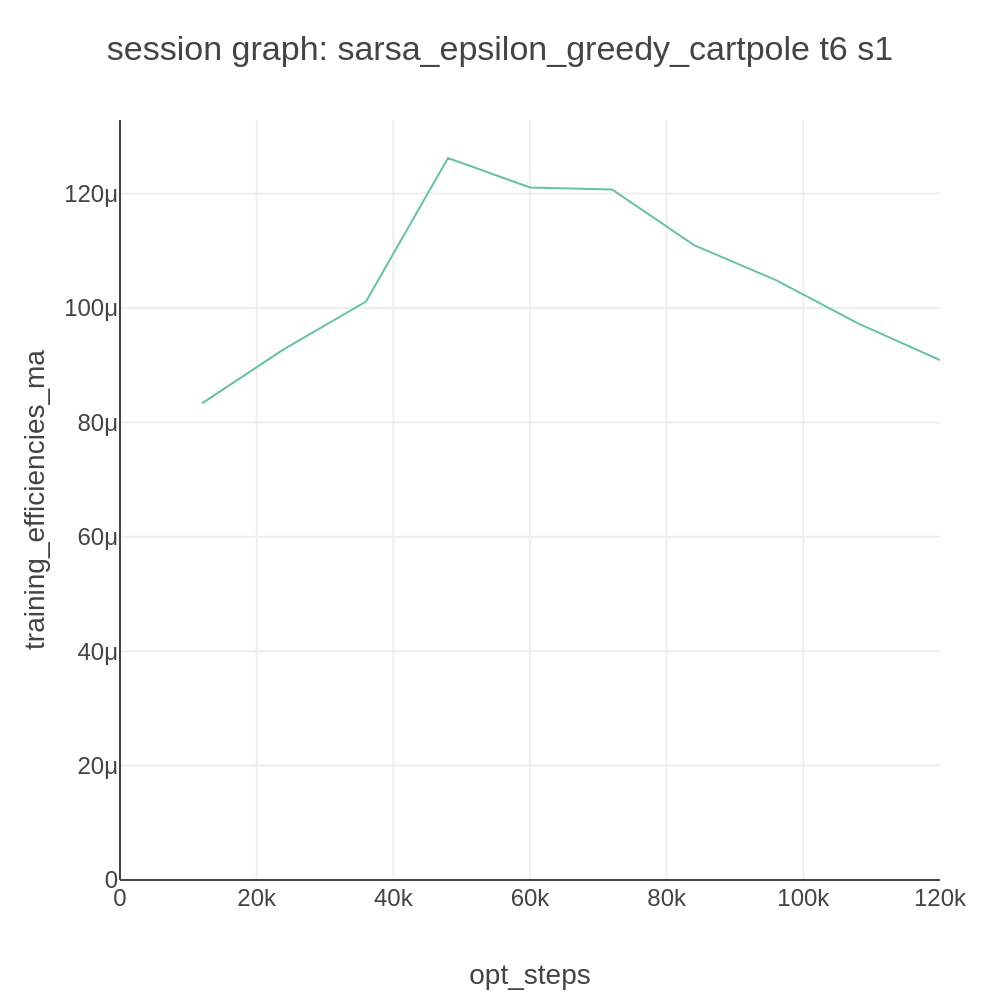 session graph: sarsa_epsilon_greedy_cartpole t6 s1
training_efficiencies_ma
120μ
100μ
80μ
60μ
40μ
20μ
0
0 20k 40k 60k 80k 100k 120k
opt_steps